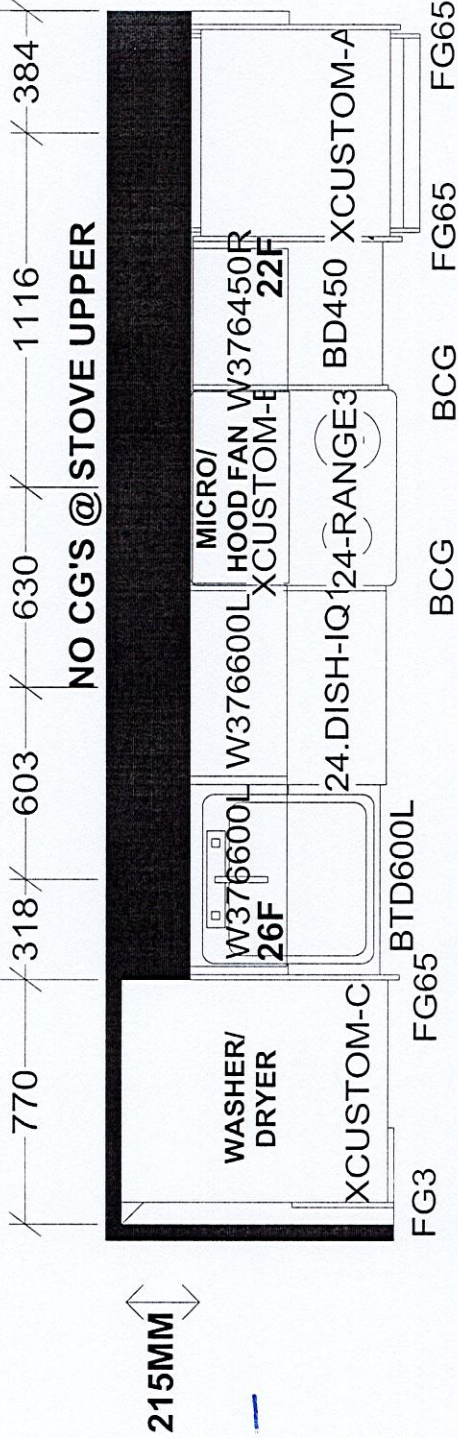 384
1116
630
603
318
770
NO CG'S @ STOVE UPPER
MICRO/
HOOD FAN
XCUSTOM-E
W376450R
22F
W376600L
W376600L
26F
XCUSTOM-A
BD450
24-RANGE3
24.DISH-IQ1
BTD600L
WASHER/
DRYER
XCUSTOM-C
215MM
FG65
FG65
BCG
BCG
FG65
FG3